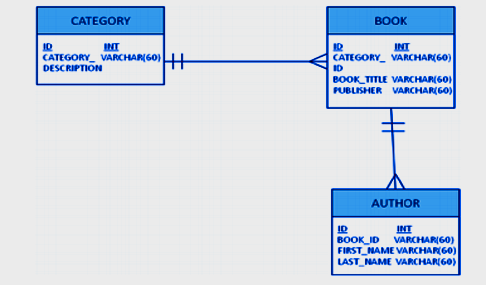 CATEGORY
ID INT
CATEGORY_ VARCHAR(60)
DESCRIPTION
BOOK
ID INT
CATEGORY_ VARCHAR(60)
ID
BOOK_TITLE VARCHAR(60)
PUBLISHER VARCHAR(60)
AUTHOR
ID INT
BOOK_ID VARCHAR(60)
FIRST_NAME VARCHAR(60)
LAST_NAME VARCHAR(60)